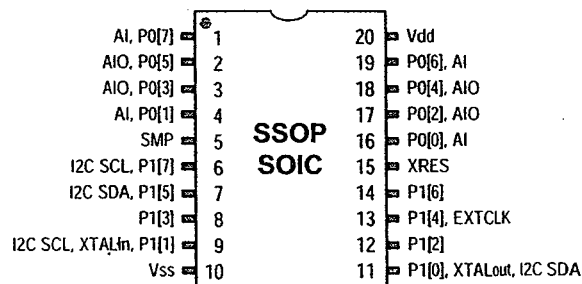 AI, P0[7] 1 20 Vdd
AIO, P0[5] 2 19 P0[6], AI
AIO, P0[3] 3 18 P0[4], AIO
AI, P0[1] 4 17 P0[2], AIO
SMP 5 SSOP 16 P0[0], AI
I2C SCL, P1[7] 6 SOIC 15 XRES
I2C SDA, P1[5] 7 14 P1[6]
P1[3] 8 13 P1[4], EXTCLK
I2C SCL, XTALin, P1[1] 9 12 P1[2]
Vss 10 11 P1[0], XTALout, I2C SDA